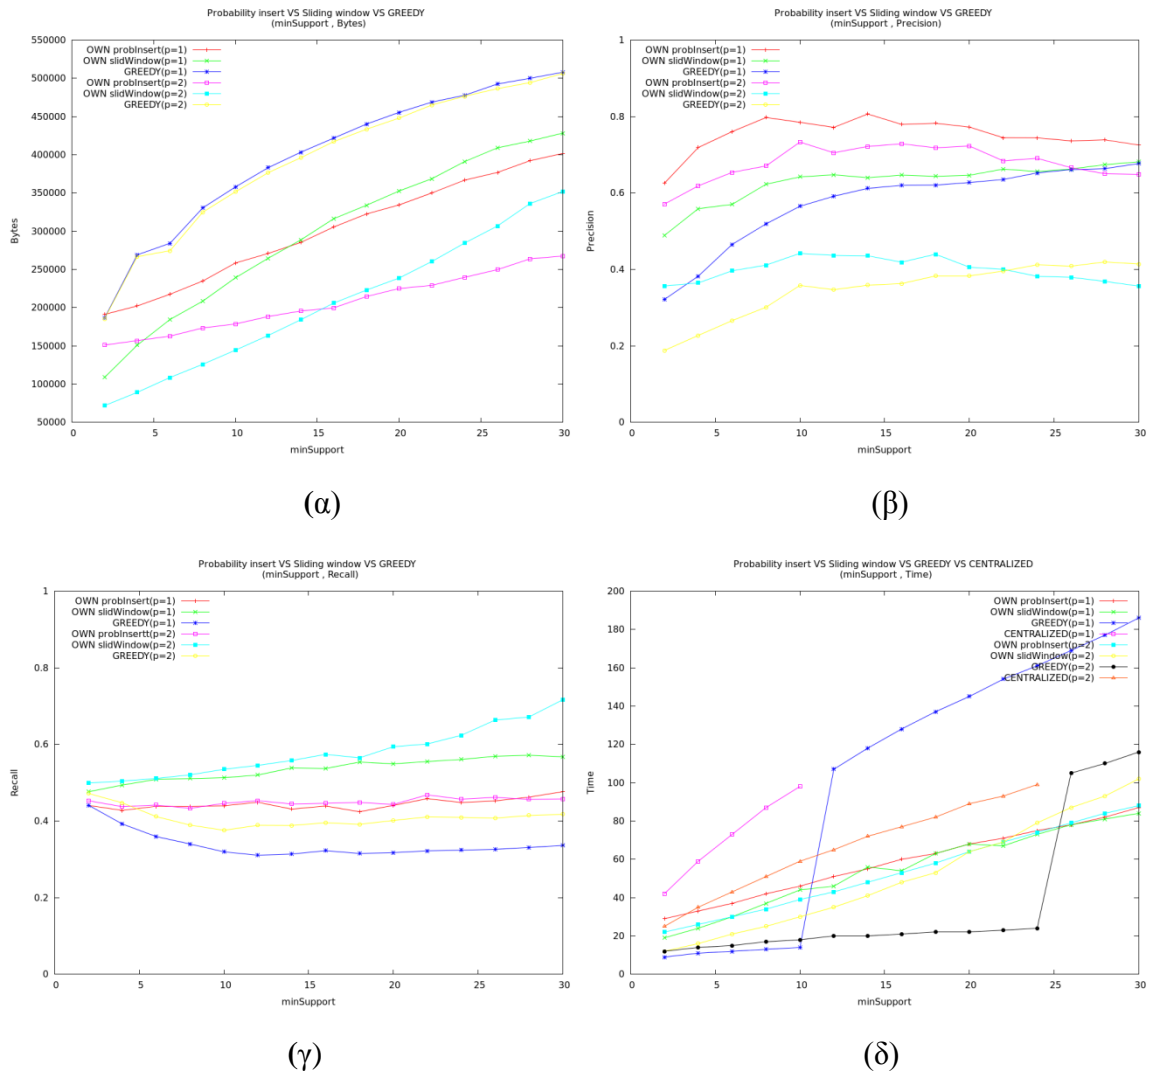 Probability insert VS Sliding window VS GREEDY
(minSupport , Bytes)
550000
500000
450000
400000
350000
300000
250000
200000
150000
100000
50000
Bytes
OWN probInsert(p=1)
OWN slidWindow(p=1)
GREEDY(p=1)
OWN probInsert(p=2)
OWN slidWindow(p=2)
GREEDY(p=2)
0 5 10 15 20 25 30
minSupport
(α)
Probability insert VS Sliding window VS GREEDY
(minSupport , Precision)
1
0.8
0.6
0.4
0.2
0
Precision
OWN probInsert(p=1)
OWN slidWindow(p=1)
GREEDY(p=1)
OWN probInsert(p=2)
OWN slidWindow(p=2)
GREEDY(p=2)
0 5 10 15 20 25 30
minSupport
(β)
Probability insert VS Sliding window VS GREEDY
(minSupport , Recall)
1
0.8
0.6
0.4
0.2
0
Recall
OWN probInsert(p=1)
OWN slidWindow(p=1)
GREEDY(p=1)
OWN probInsertt(p=2)
OWN slidWindow(p=2)
GREEDY(p=2)
0 5 10 15 20 25 30
minSupport
(γ)
Probability insert VS Sliding window VS GREEDY VS CENTRALIZED
(minSupport , Time)
200
180
160
140
120
100
80
60
40
20
0
Time
OWN probInsert(p=1)
OWN slidWindow(p=1)
GREEDY(p=1)
CENTRALIZED(p=1)
OWN probInsert(p=2)
OWN slidWindow(p=2)
GREEDY(p=2)
CENTRALIZED(p=2)
0 5 10 15 20 25 30
minSupport
(δ)